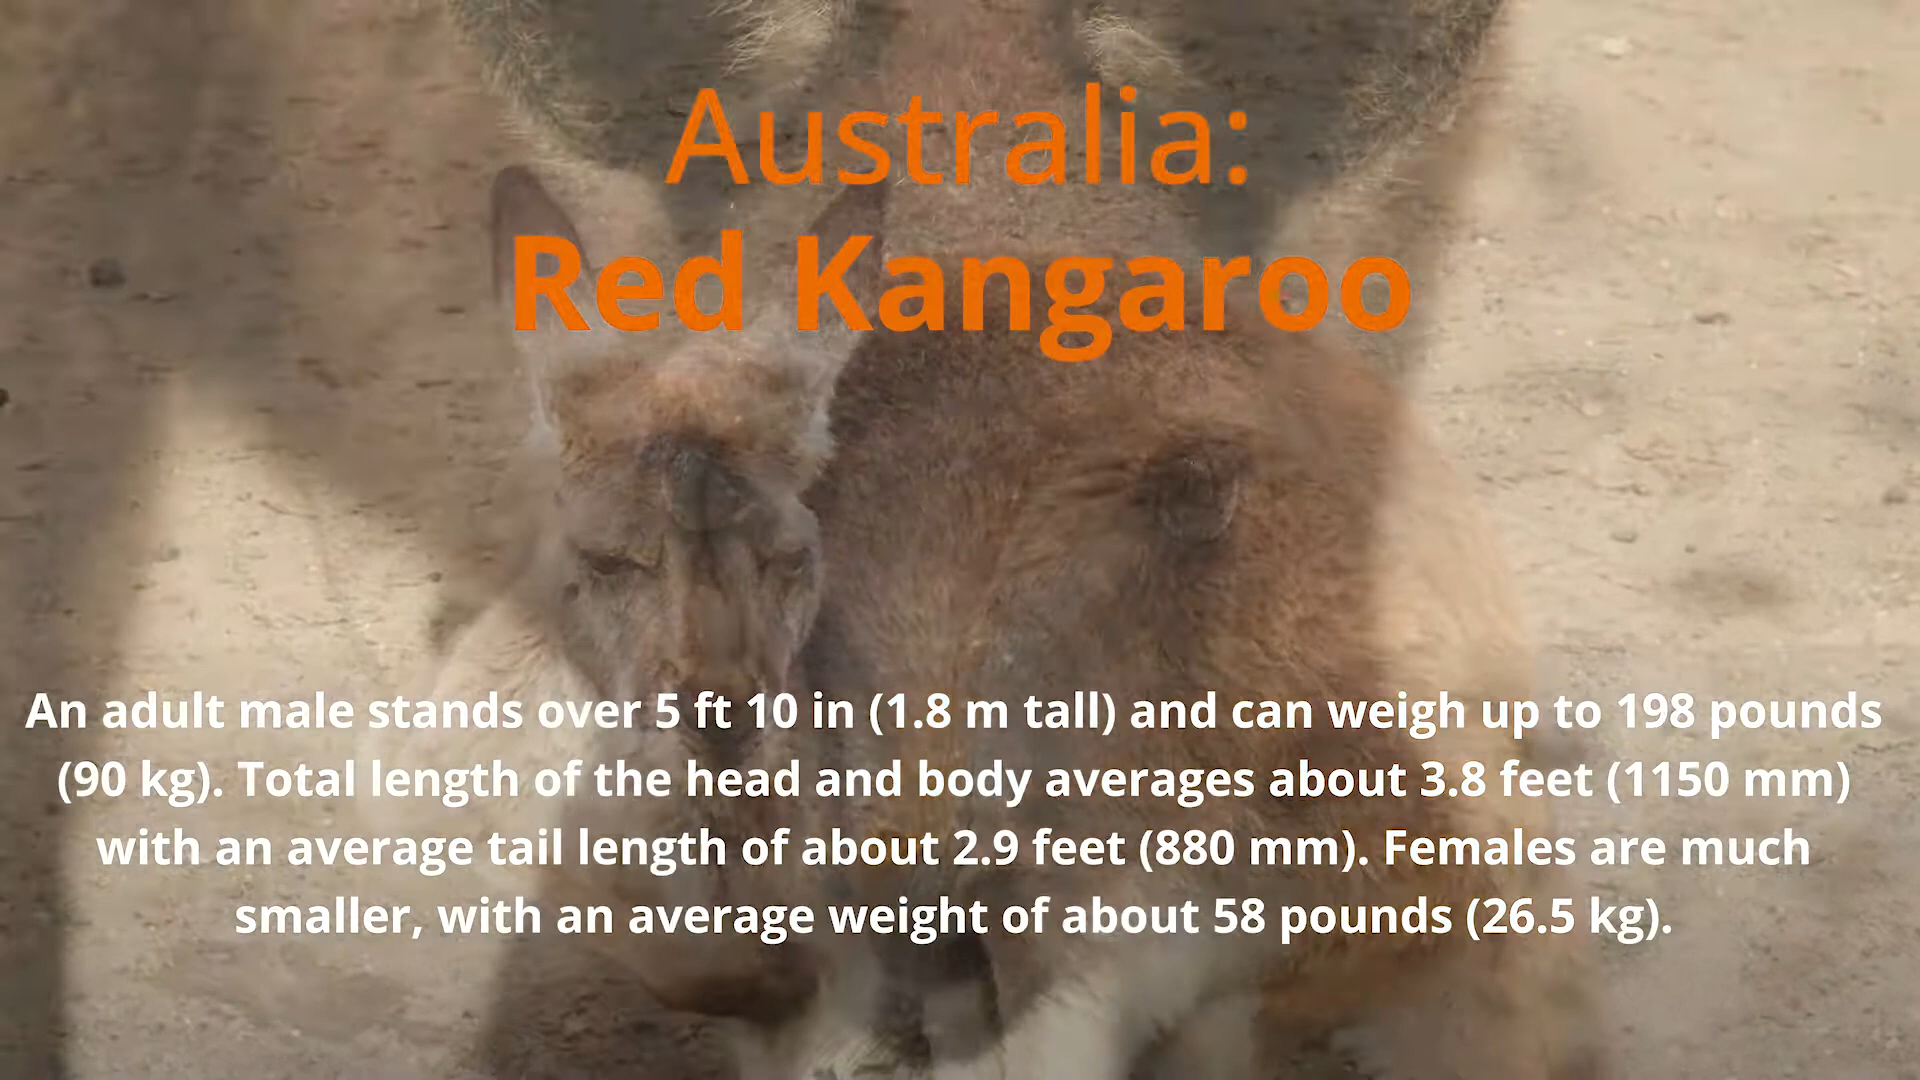 Australia:
Red Kangaroo
An adult male stands over 5 ft 10 in (1.8 m tall) and can weigh up to 198 pounds
(90 kg). Total length of the head and body averages about 3.8 feet (1150 mm)
with an average tail length of about 2.9 feet (880 mm). Females are much
smaller, with an average weight of about 58 pounds (26.5 kg).